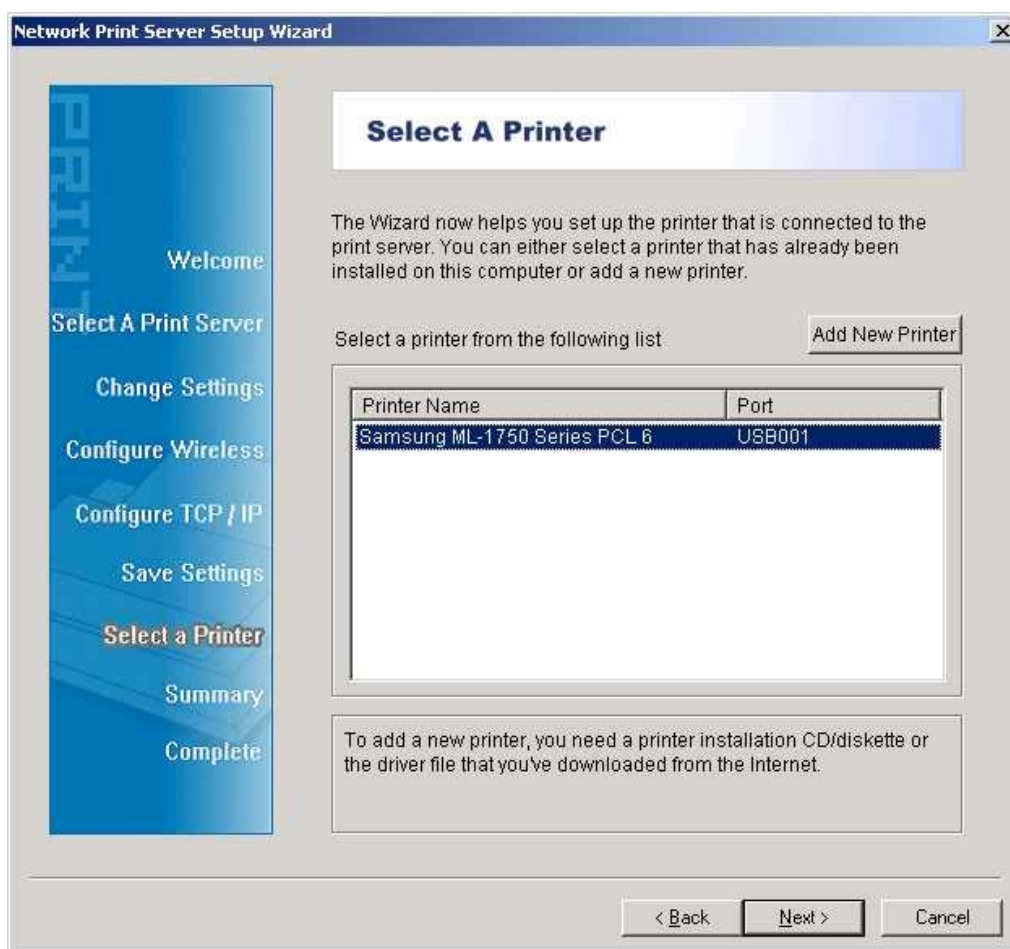 Network Print Server Setup Wizard
PRINT
Welcome
Select A Print Server
Change Settings
Configure Wireless
Configure TCP / IP
Save Settings
Select a Printer
Summary
Complete
Select A Printer
The Wizard now helps you set up the printer that is connected to the
print server. You can either select a printer that has already been
installed on this computer or add a new printer.
Select a printer from the following list
Add New Printer
Printer Name Port
Samsung ML-1750 Series PCL 6 USB001
To add a new printer, you need a printer installation CD/diskette or
the driver file that you've downloaded from the Internet.
< Back Next > Cancel